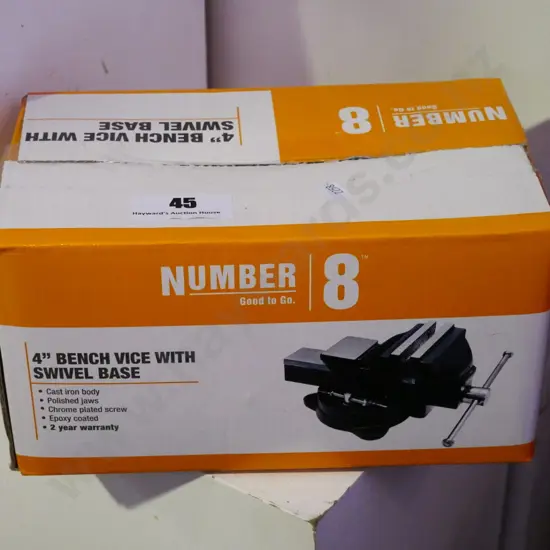 NUMBER | 8
Good to Go.
4" BENCH VICE WITH
SWIVEL BASE
45
Hayward's Auction House
NUMBER | 8™
Good to Go.
4" BENCH VICE WITH
SWIVEL BASE
• Cast iron body
• Polished jaws
• Chrome plated screw
• Epoxy coated
• 2 year warranty